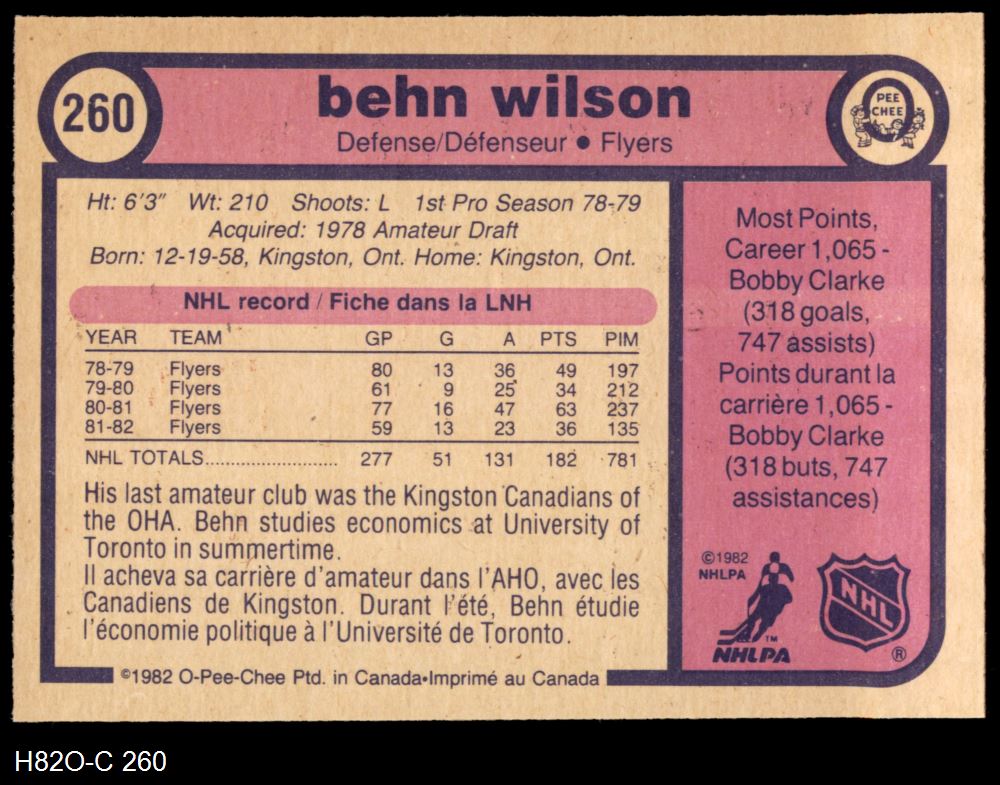 260
behn wilson
Defense/Défenseur • Flyers
O
PEE
CHEE
Ht: 6'3" Wt: 210 Shoots: L 1st Pro Season 78-79
Acquired: 1978 Amateur Draft
Born: 12-19-58, Kingston, Ont. Home: Kingston, Ont.
NHL record / Fiche dans la LNH
YEAR TEAM GP G A PTS PIM
78-79 Flyers 80 13 36 49 197
79-80 Flyers 61 9 25 34 212
80-81 Flyers 77 16 47 63 237
81-82 Flyers 59 13 23 36 135
NHL TOTALS............................ 277 51 131 182 781
His last amateur club was the Kingston Canadians of
the OHA. Behn studies economics at University of
Toronto in summertime.
Il acheva sa carrière d'amateur dans l'AHO, avec les
Canadiens de Kingston. Durant l'été, Behn étudie
l'économie politique à l'Université de Toronto.
©1982 O-Pee-Chee Ptd. in Canada•Imprimé au Canada
Most Points,
Career 1,065 -
Bobby Clarke
(318 goals,
747 assists)
Points durant la
carrière 1,065 -
Bobby Clarke
(318 buts, 747
assistances)
©1982
NHLPA
TM
NHLPA
NHL
®
H82O-C 260